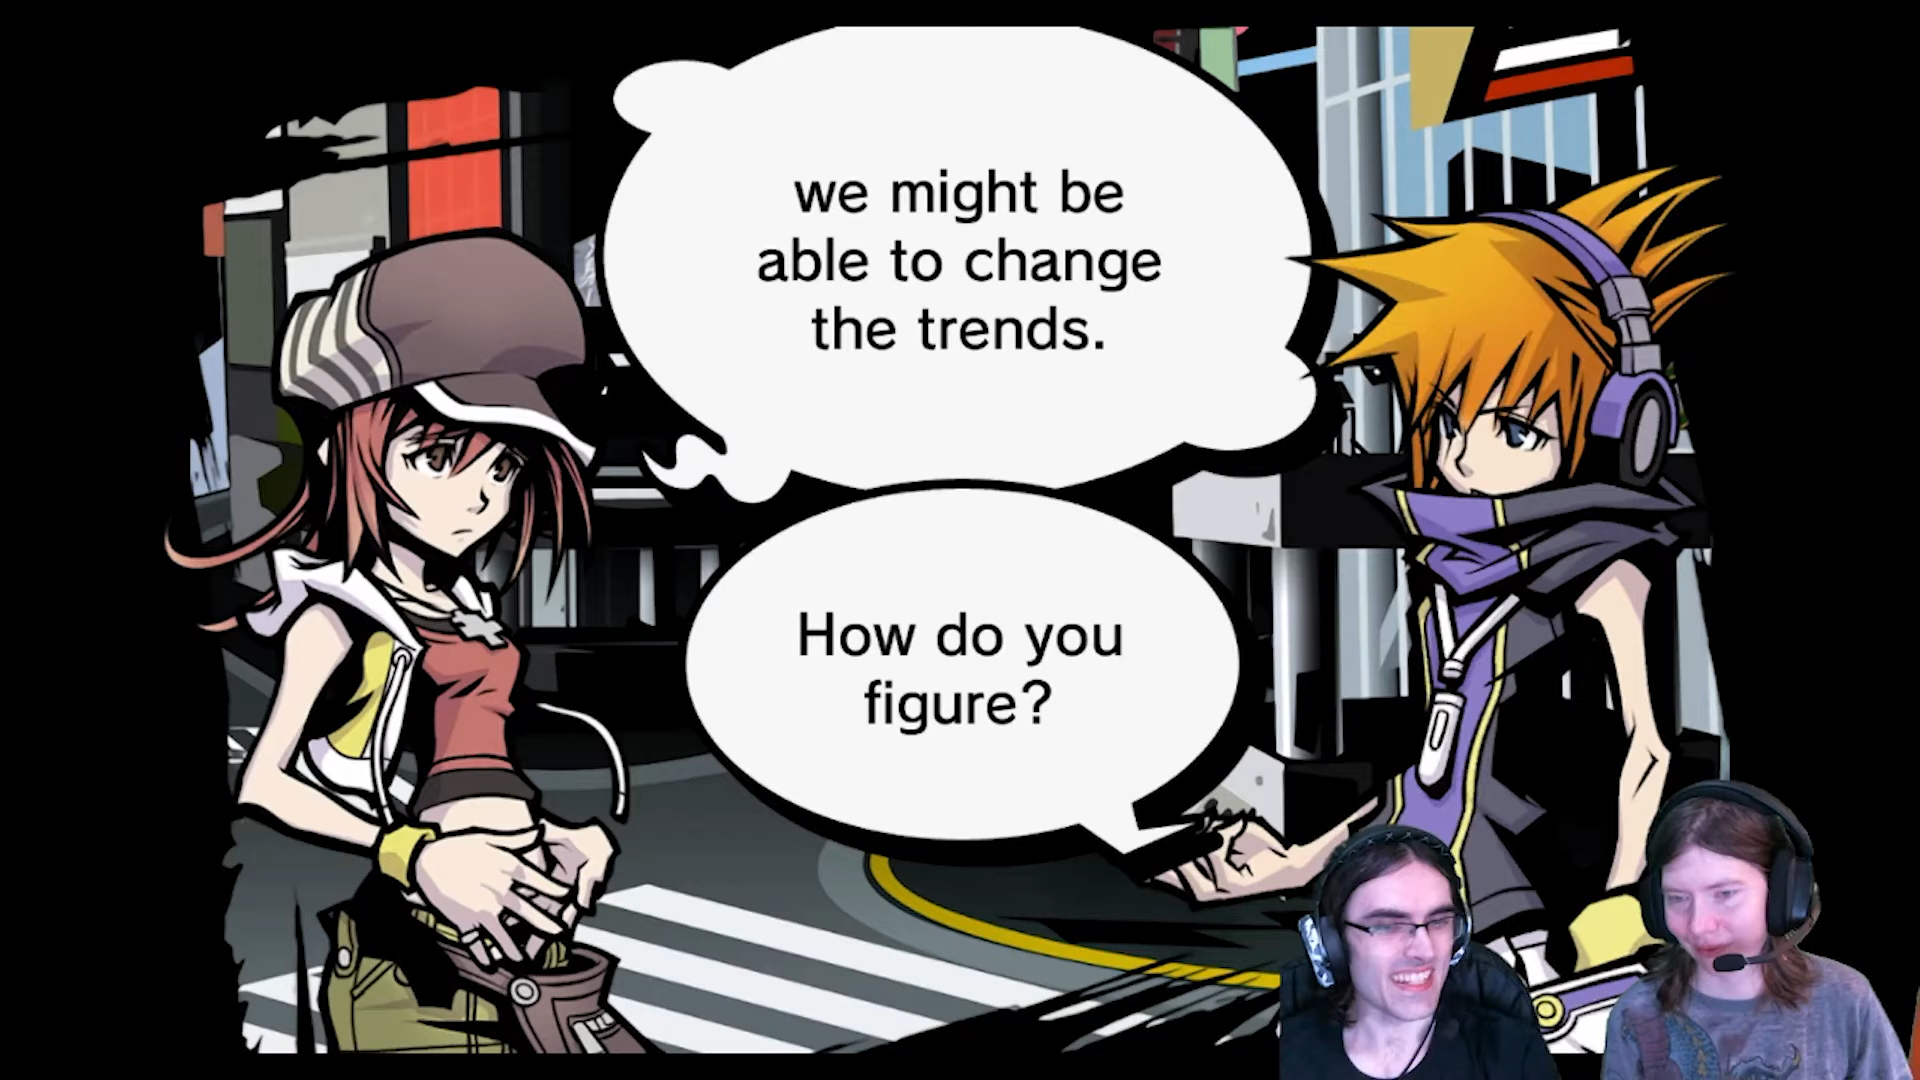 we might be
able to change
the trends.
How do you
figure?